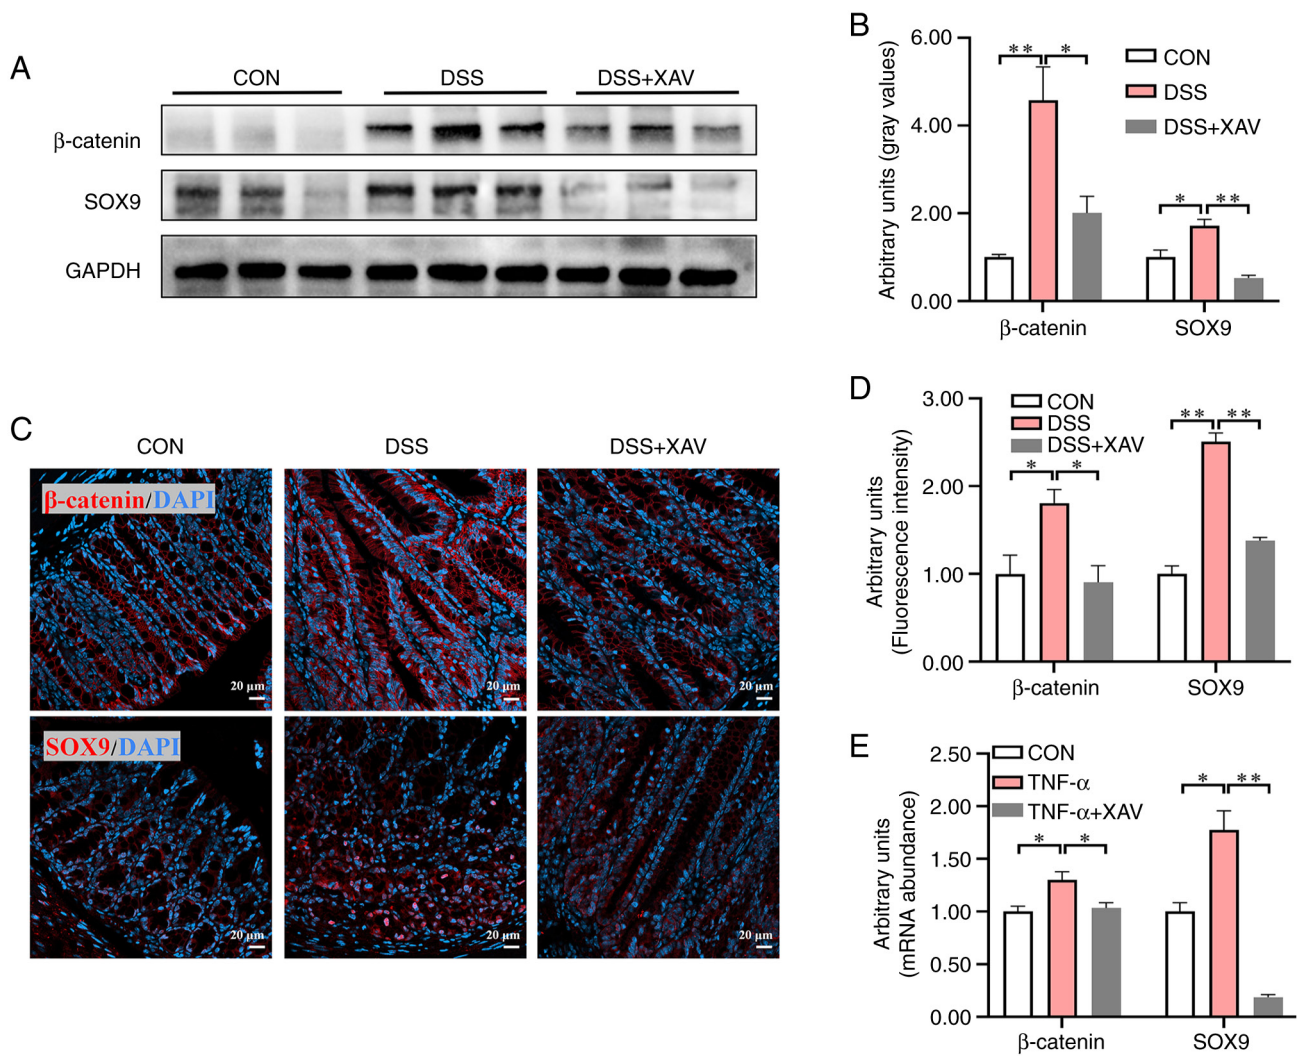 A
CON DSS DSS+XAV
β-catenin
SOX9
GAPDH
B
6.00
4.00
2.00
0.00
Arbitrary units (gray values)
** *
* **
CON
DSS
DSS+XAV
β-catenin SOX9
C
CON DSS DSS+XAV
β-catenin/DAPI
20 µm 20 µm 20 µm
SOX9/DAPI
20 µm 20 µm 20 µm
D
3.00
2.00
1.00
0.00
Arbitrary units
(Fluorescence intensity)
CON
DSS
DSS+XAV
* *
** **
β-catenin SOX9
E
2.50
2.00
1.50
1.00
0.50
0.00
Arbitrary units
(mRNA abundance)
CON
TNF-α
TNF-α+XAV
* *
* **
β-catenin SOX9